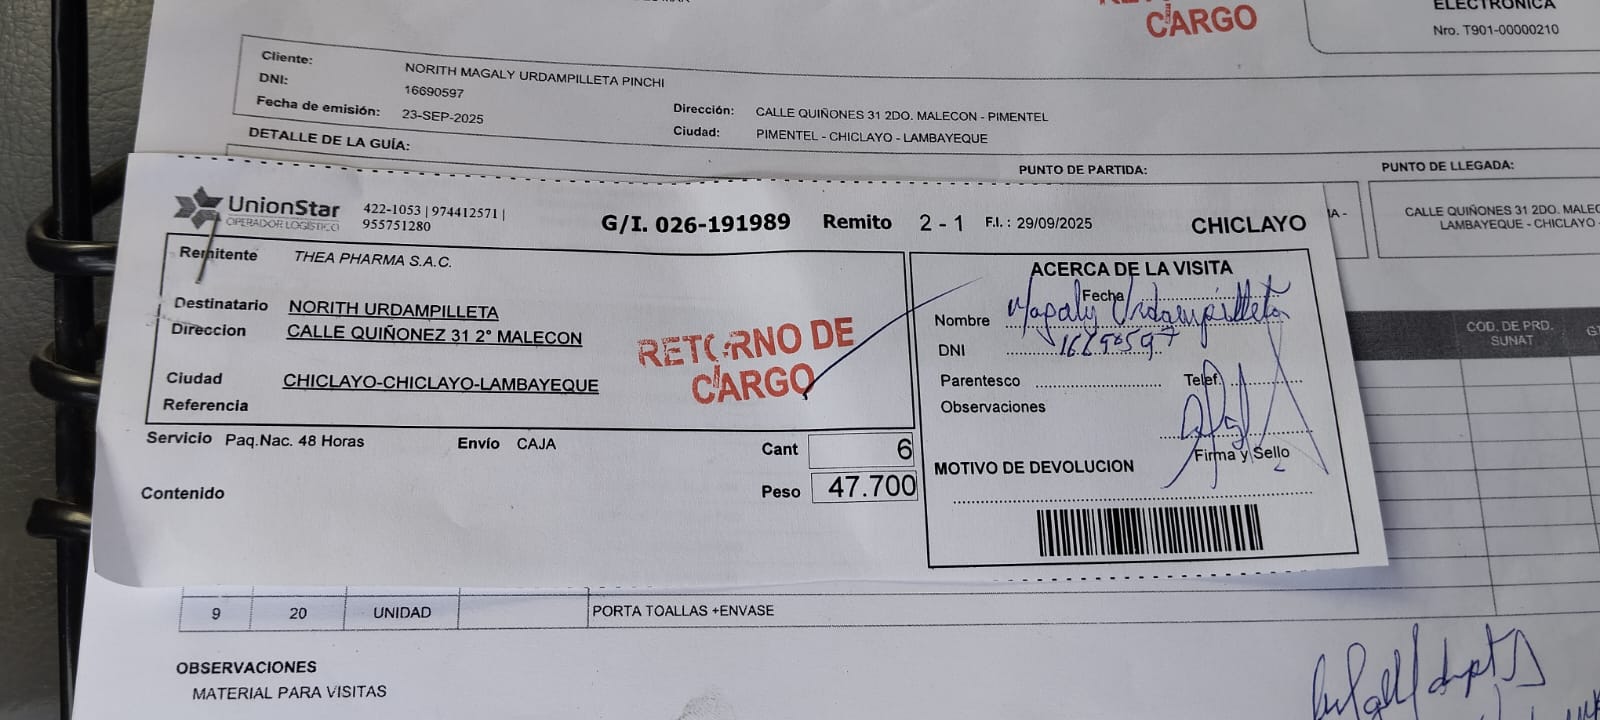 ELECTRONICA
CARGO
Nro. T901-00000210
Cliente: NORITH MAGALY URDAMPILLETA PINCHI
DNI: 16690597
Fecha de emisión: 23-SEP-2025
Dirección: CALLE QUIÑONES 31 2DO. MALECON - PIMENTEL
Ciudad: PIMENTEL - CHICLAYO - LAMBAYEQUE
DETALLE DE LA GUÍA:
PUNTO DE PARTIDA:
PUNTO DE LLEGADA:
CALLE QUIÑONES 31 2DO. MALEC
LAMBAYEQUE - CHICLAYO
UnionStar
OPERADOR LOGÍSTICO
422-1053 | 974412571 |
955751280
G/I. 026-191989 Remito 2 - 1 F.I. : 29/09/2025 CHICLAYO
Remitente THEA PHARMA S.A.C.
Destinatario NORITH URDAMPILLETA
Direccion CALLE QUIÑONEZ 31 2° MALECON
Ciudad CHICLAYO-CHICLAYO-LAMBAYEQUE
Referencia
RETORNO DE
CARGO
Servicio Paq.Nac. 48 Horas Envío CAJA
Cant 6
Peso 47.700
Contenido
ACERCA DE LA VISITA
Fecha
Nombre Magaly Urdampilleta
DNI 16690597
Parentesco Telef.
Observaciones
Firma y Sello
MOTIVO DE DEVOLUCION
COD. DE PRD.
SUNAT
9 20 UNIDAD PORTA TOALLAS +ENVASE
OBSERVACIONES
MATERIAL PARA VISITAS